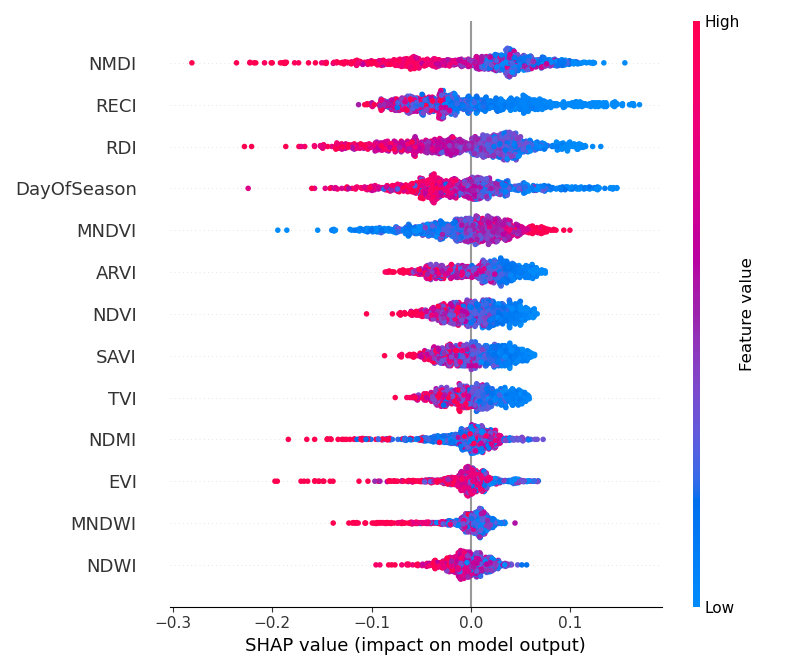 High
NMDI
RECI
RDI
DayOfSeason
MNDVI
ARVI
NDVI
SAVI
TVI
NDMI
EVI
MNDWI
NDWI
Feature value
Low
−0.3 −0.2 −0.1 0.0 0.1
SHAP value (impact on model output)